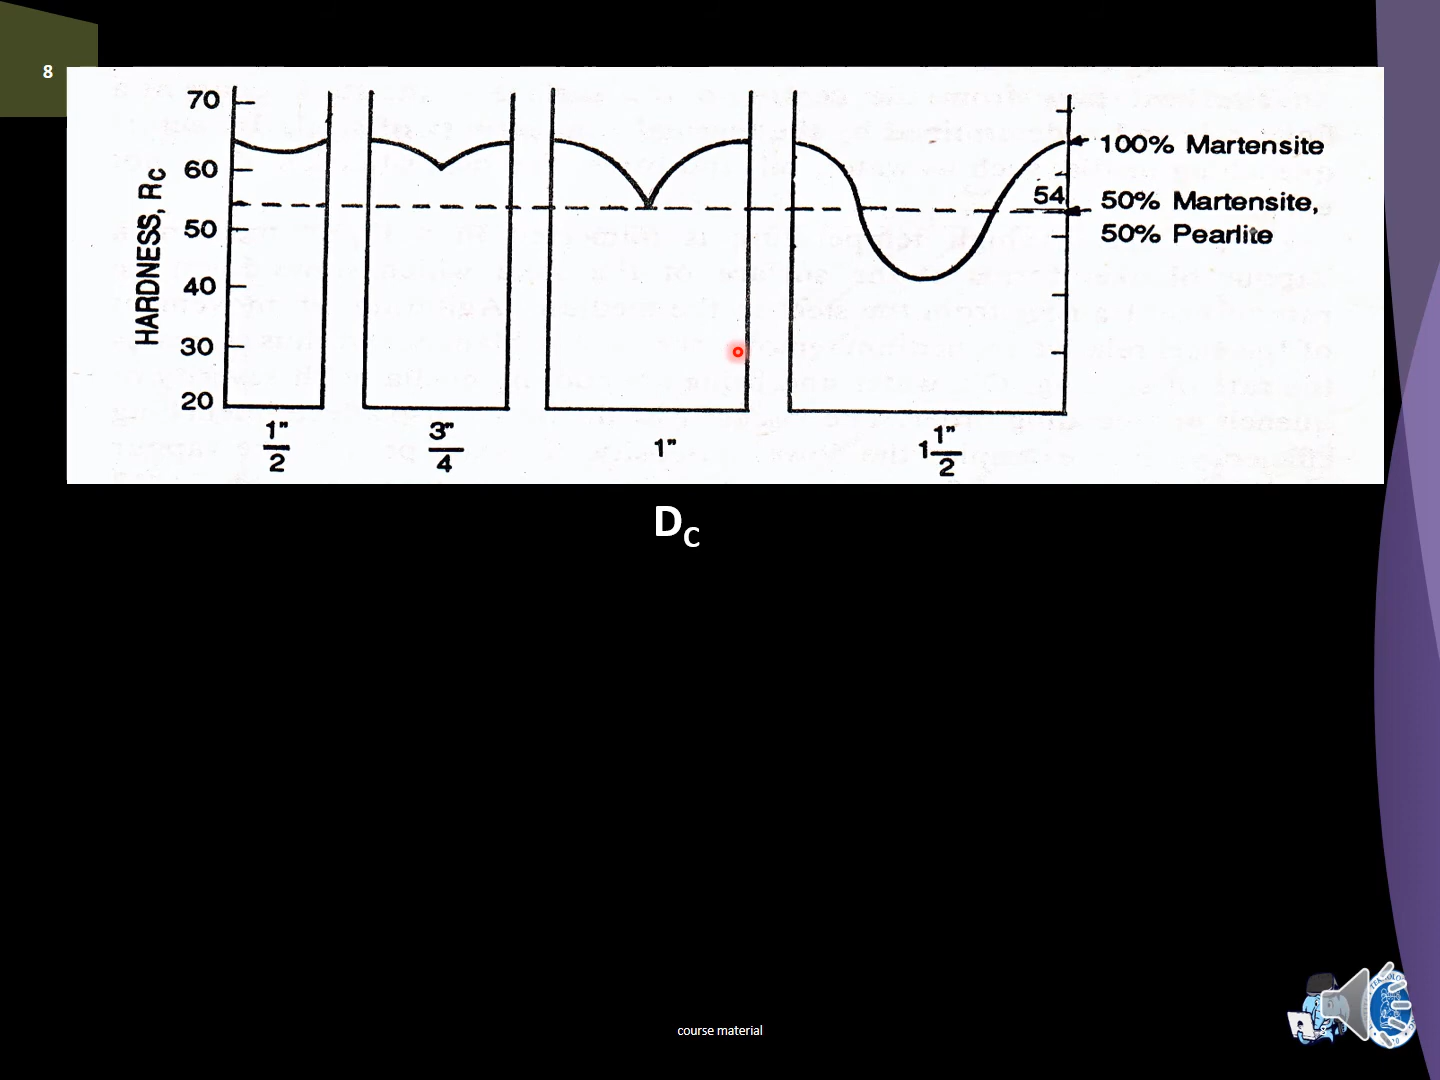 8
70
60
50
40
30
20
HARDNESS, Rc
100% Martensite
54
50% Martensite,
50% Pearlite
1"/2
3"/4
1"
1 1"/2
DC
course material